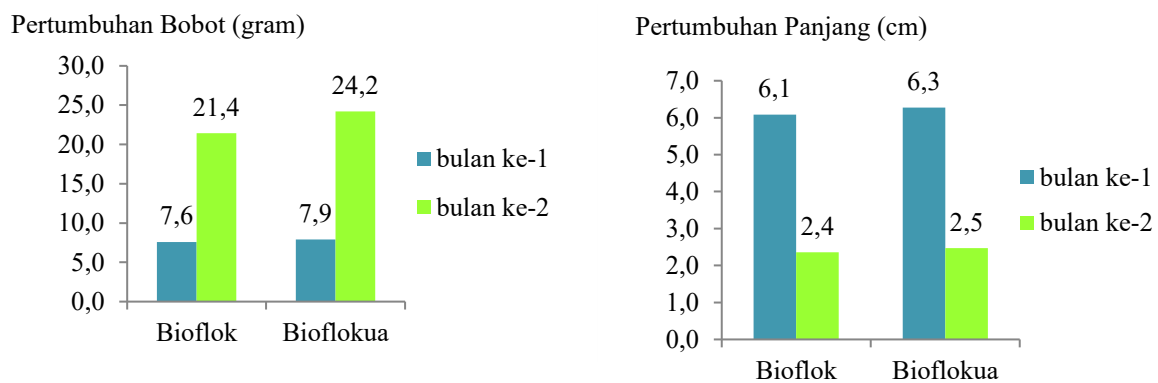 Pertumbuhan Bobot (gram)
30,0
25,0
20,0
15,0
10,0
5,0
0,0
7,6
21,4
7,9
24,2
Bioflok
Bioflokua
bulan ke-1
bulan ke-2
Pertumbuhan Panjang (cm)
7,0
6,0
5,0
4,0
3,0
2,0
1,0
0,0
6,1
2,4
6,3
2,5
Bioflok
Bioflokua
bulan ke-1
bulan ke-2